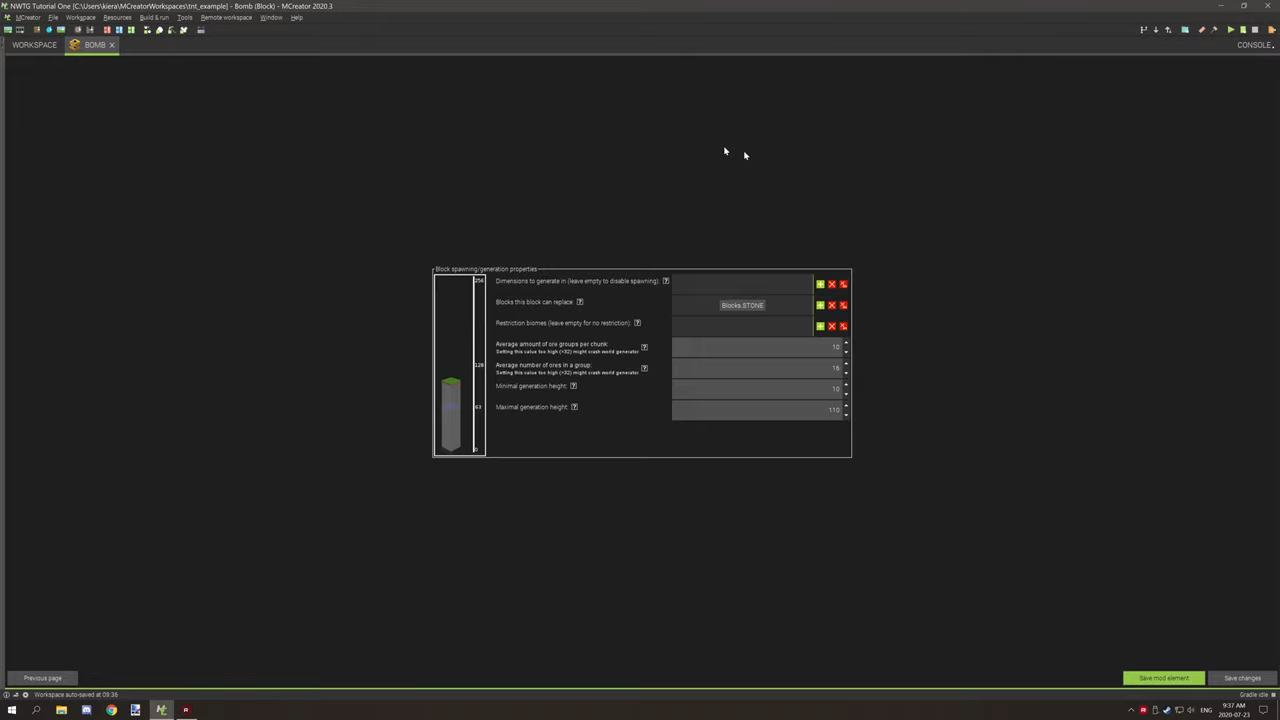 NWTG Tutorial One [C:\Users\kiera\MCreatorWorkspaces\tnt_example] - Bomb (Block) - MCreator 2020.3
MCreator File Workspace Resources Build & run Tools Remote workspace Window Help
WORKSPACE BOMB
CONSOLE
Block spawning/generation properties
256
128
63
0
Dimensions to generate in (leave empty to disable spawning): ?
Blocks this block can replace: ? Blocks.STONE
Restriction biomes (leave empty for no restriction): ?
Average amount of ore groups per chunk: ? 10
Setting this value too high (>32) might crash world generator
Average number of ores in a group: ? 16
Setting this value too high (>32) might crash world generator
Minimal generation height: ? 10
Maximal generation height: ? 110
Previous page Save mod element Save changes
Workspace auto-saved at 09:36 Gradle idle
ENG 9:37 AM
2020-07-23